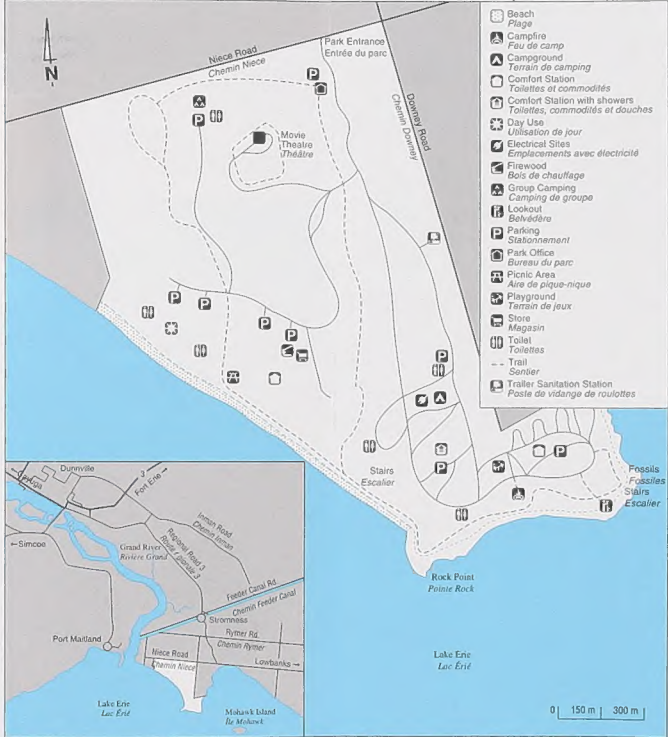 N
Niece Road
Chemin Niece
Park Entrance
Entrée du parc
P
Downey Road
Chemin Downey
P
Movie
Theatre
Théâtre
P
P
P
P
P
P
P
Stairs
Escalier
Fossils
Fossiles
Stairs
Escalier
Rock Point
Pointe Rock
Lake Erie
Lac Érié
0 150 m 300 m
Beach
Plage
Campfire
Feu de camp
Campground
Terrain de camping
Comfort Station
Toilettes et commodités
Comfort Station with showers
Toilettes, commodités et douches
Day Use
Utilisation de jour
Electrical Sites
Emplacements avec électricité
Firewood
Bois de chauffage
Group Camping
Camping de groupe
Lookout
Belvédère
P Parking
Stationnement
Park Office
Bureau du parc
Picnic Area
Aire de pique-nique
Playground
Terrain de jeux
Store
Magasin
Toilet
Toilettes
Trail
Sentier
Trailer Sanitation Station
Poste de vidange de roulottes
←Cayuga
Dunnville
3
Fort Erie →
←Simcoe
Grand River
Rivière Grand
Regional Road 3
Inman Road
Chemin Inman
Feeder Canal Rd.
Chemin Feeder Canal
Stromness
Port Maitland
Rymer Rd.
Chemin Rymer
Niece Road
Chemin Niece
Lowbanks →
Lake Erie
Lac Érié
Mohawk Island
Île Mohawk